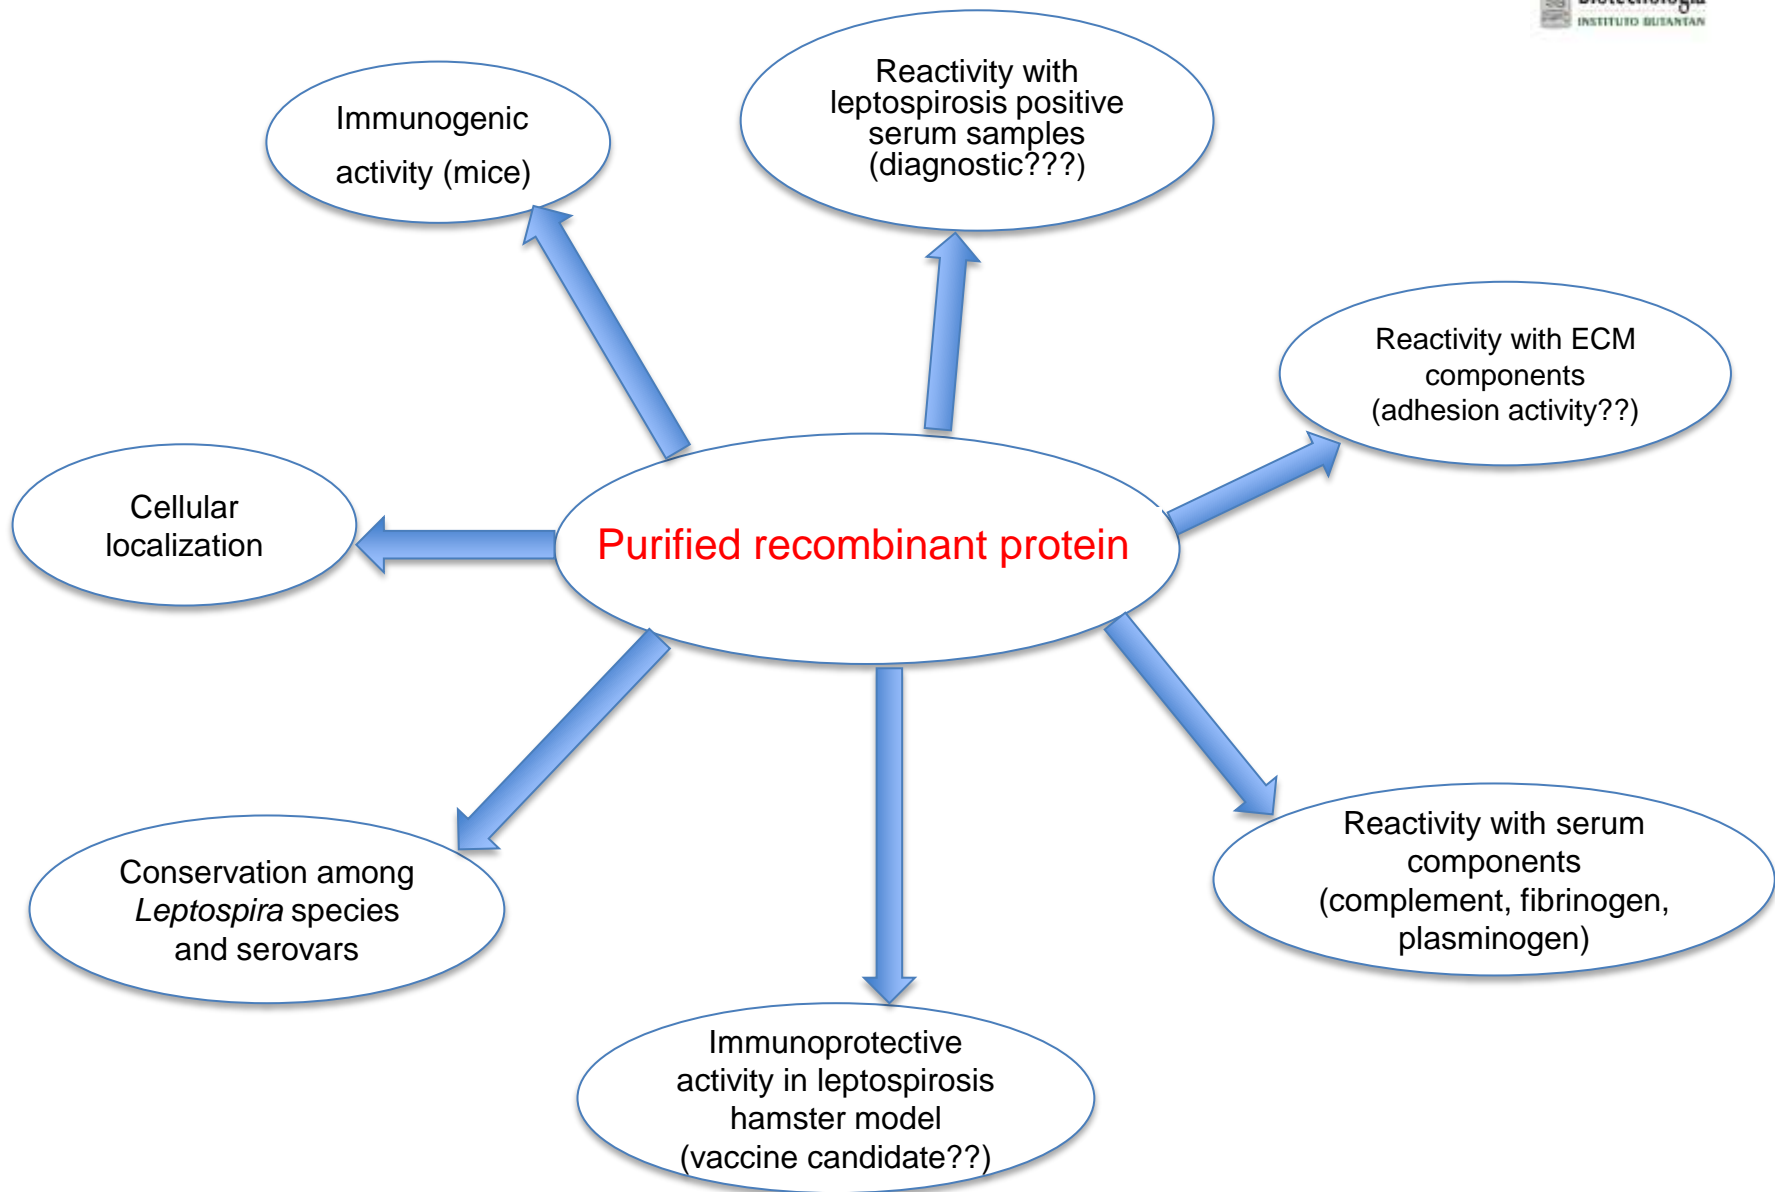 Biotecnologia
INSTITUTO BUTANTAN
Immunogenic
activity (mice)
Reactivity with
leptospirosis positive
serum samples
(diagnostic???)
Reactivity with ECM
components
(adhesion activity??)
Cellular
localization
Purified recombinant protein
Conservation among
Leptospira species
and serovars
Reactivity with serum
components
(complement, fibrinogen,
plasminogen)
Immunoprotective
activity in leptospirosis
hamster model
(vaccine candidate??)